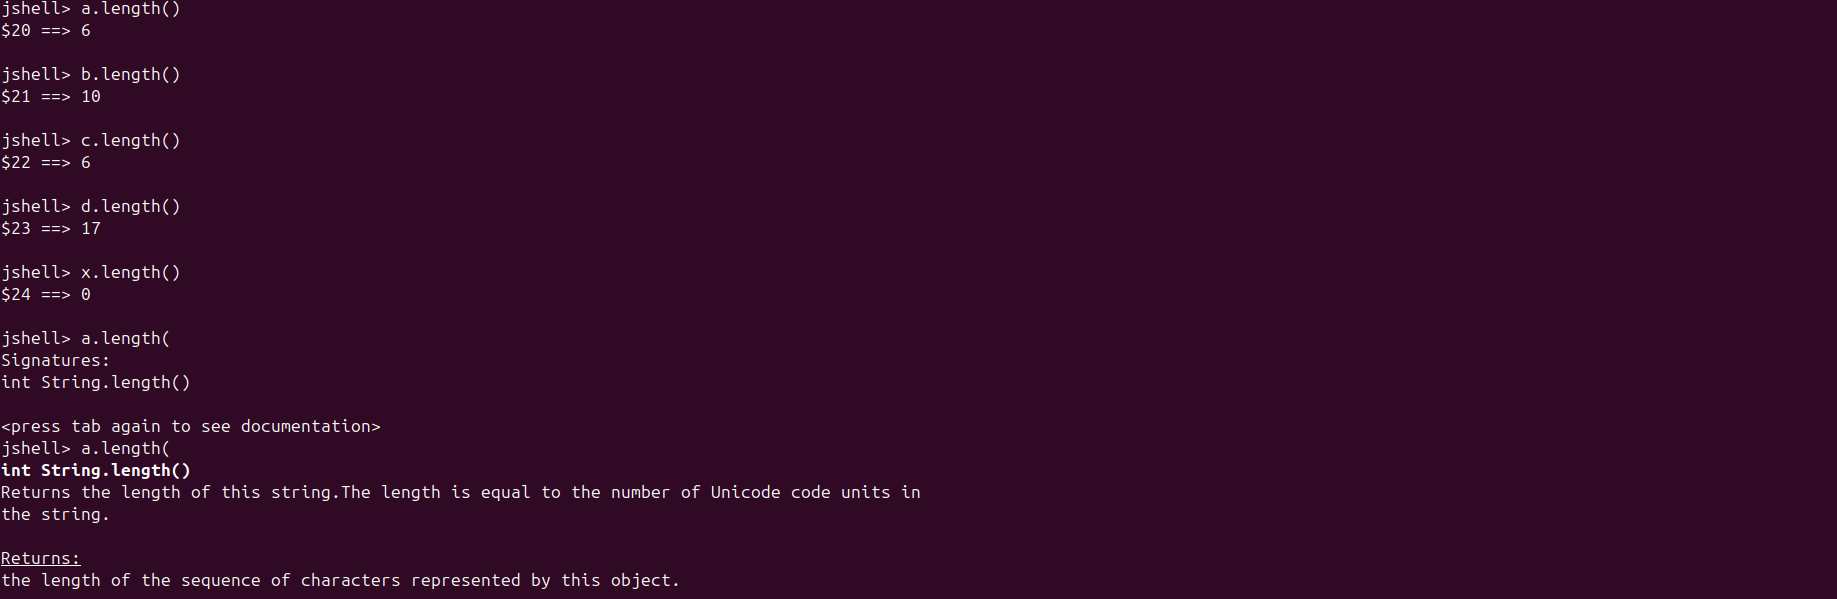 jshell> a.length()
$20 ==> 6
jshell> b.length()
$21 ==> 10
jshell> c.length()
$22 ==> 6
jshell> d.length()
$23 ==> 17
jshell> x.length()
$24 ==> 0
jshell> a.length(
Signatures:
int String.length()
<press tab again to see documentation>
jshell> a.length(
int String.length()
Returns the length of this string.The length is equal to the number of Unicode code units in
the string.
Returns:
the length of the sequence of characters represented by this object.